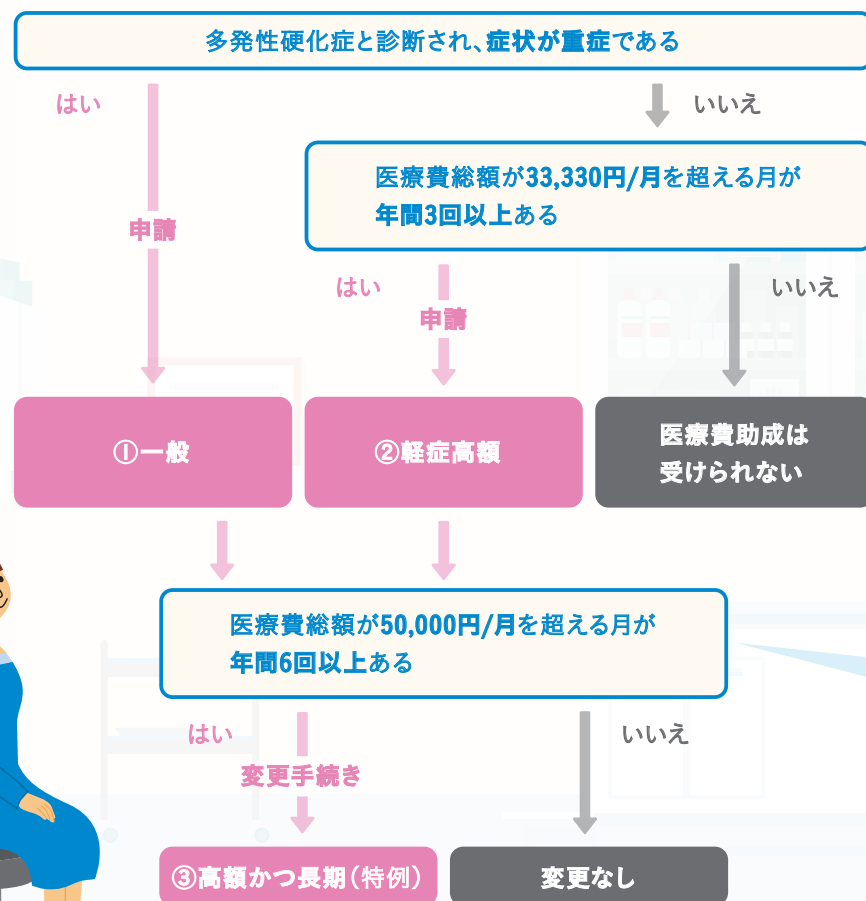 多発性硬化症と診断され、症状が重症である
はい
いいえ
医療費総額が33,330円/月を超える月が
年間3回以上ある
申請
はい
いいえ
申請
①一般
②軽症高額
医療費助成は
受けられない
医療費総額が50,000円/月を超える月が
年間6回以上ある
はい
いいえ
変更手続き
③高額かつ長期（特例）
変更なし